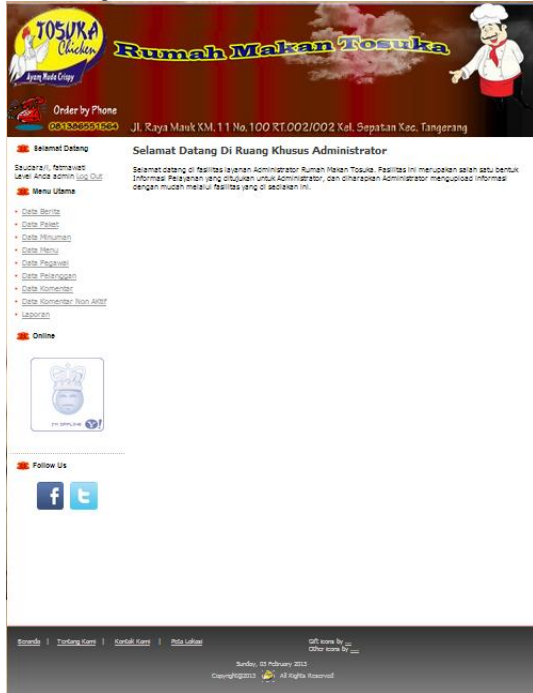 TOSUKA
Chicken
Ayam Nude Crispy
Rumah Makan Tosuka
Order by Phone
081386551564
Jl. Raya Mauk KM. 11 No. 100 RT.002/002 Kel. Sepatan Kec. Tangerang
Selamat Datang
Saudara/i, fatmawati
Level Anda admin Log Out
Menu Utama
Data Berita
Data Paket
Data Minuman
Data Menu
Data Pegawai
Data Pelanggan
Data Komentar
Data Komentar Non Aktif
Laporan
Online
I'M OFFLINE Y!
Follow Us
Selamat Datang Di Ruang Khusus Administrator
Selamat datang di fasilitas layanan Administrator Rumah Makan Tosuka. Fasilitas ini merupakan salah satu bentuk
Informasi Pelayanan yang ditujukan untuk Administrator, dan diharapkan Administrator mengupload informasi
dengan mudah melalui fasilitas yang di sediakan ini.
Beranda | Tentang Kami | Kontak Kami | Peta Lokasi
Gift icons by
Other icons by
Sunday, 03 February 2013
Copyright@2013 All Rights Reserved